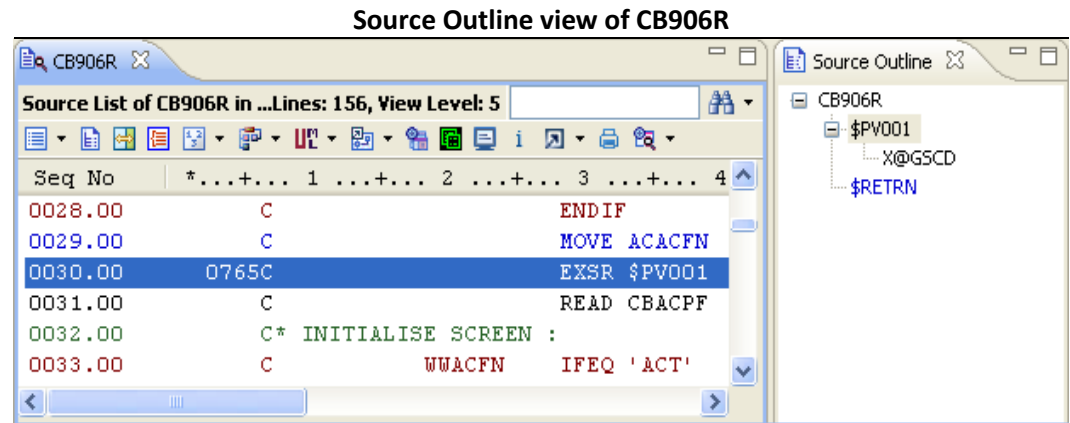 Source Outline view of CB906R
CB906R
Source List of CB906R in ...Lines: 156, View Level: 5
Seq No *...+... 1 ...+... 2 ...+... 3 ...+... 4
0028.00 C ENDIF
0029.00 C MOVE ACACFN
0030.00 0765C EXSR $PV001
0031.00 C READ CBACPF
0032.00 C* INITIALISE SCREEN :
0033.00 C WWACFN IFEQ 'ACT'
Source Outline
CB906R
$PV001
X@GSCD
$RETRN